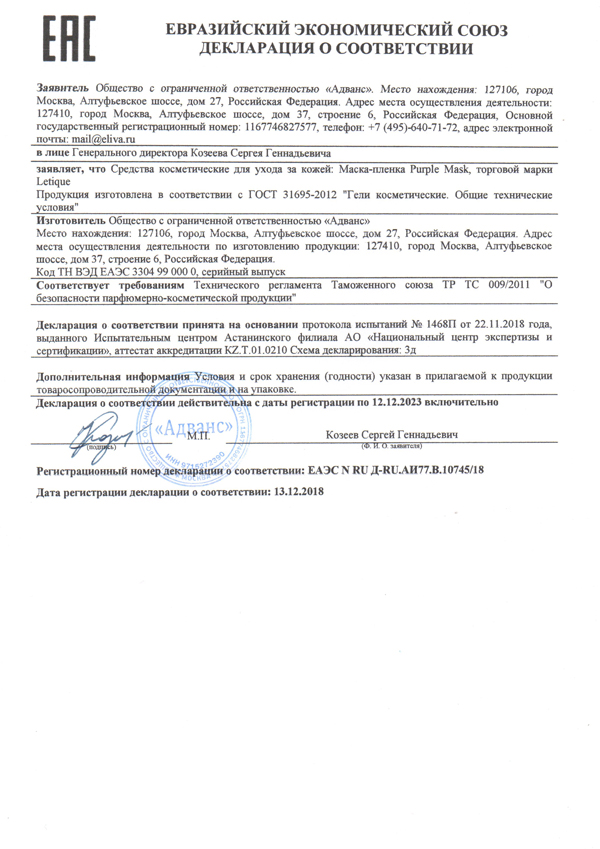 ЕАС
ЕВРАЗИЙСКИЙ ЭКОНОМИЧЕСКИЙ СОЮЗ
ДЕКЛАРАЦИЯ О СООТВЕТСТВИИ
Заявитель Общество с ограниченной ответственностью «Адванс». Место нахождения: 127106, город
Москва, Алтуфьевское шоссе, дом 27, Российская Федерация. Адрес места осуществления деятельности:
127410, город Москва, Алтуфьевское шоссе, дом 37, строение 6, Российская Федерация, Основной
государственный регистрационный номер: 1167746827577, телефон: +7 (495)-640-71-72, адрес электронной
почты: mail@eliva.ru
в лице Генерального директора Козеева Сергея Геннадьевича
заявляет, что Средства косметические для ухода за кожей: Маска-пленка Purple Mask, торговой марки
Letique
Продукция изготовлена в соответствии с ГОСТ 31695-2012 "Гели косметические. Общие технические
условия"
Изготовитель Общество с ограниченной ответственностью «Адванс»
Место нахождения: 127106, город Москва, Алтуфьевское шоссе, дом 27, Российская Федерация. Адрес
места осуществления деятельности по изготовлению продукции: 127410, город Москва, Алтуфьевское
шоссе, дом 37, строение 6, Российская Федерация.
Код ТН ВЭД ЕАЭС 3304 99 000 0, серийный выпуск
Соответствует требованиям Технического регламента Таможенного союза ТР ТС 009/2011 "О
безопасности парфюмерно-косметической продукции"
Декларация о соответствии принята на основании протокола испытаний № 1468П от 22.11.2018 года,
выданного Испытательным центром Астанинского филиала АО «Национальный центр экспертизы и
сертификации», аттестат аккредитации KZ.T.01.0210 Схема декларирования: 3д
Дополнительная информация Условия и срок хранения (годности) указан в прилагаемой к продукции
товаросопроводительной документации и на упаковке.
Декларация о соответствии действительна с даты регистрации по 12.12.2023 включительно
«Адванс»
М.П.
Козеев Сергей Геннадьевич
(подпись)
(Ф. И. О. заявителя)
ИНН 9715273390
МОСКВА
Регистрационный номер декларации о соответствии: ЕАЭС N RU Д-RU.АИ77.В.10745/18
Дата регистрации декларации о соответствии: 13.12.2018